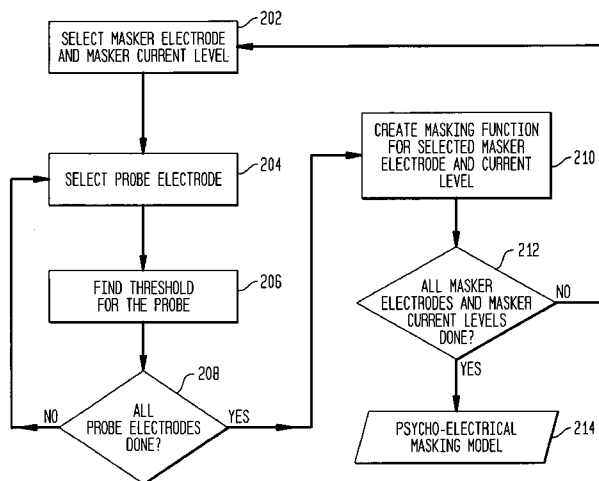 202
SELECT MASKER ELECTRODE
AND MASKER CURRENT LEVEL
204
SELECT PROBE ELECTRODE
206
FIND THRESHOLD
FOR THE PROBE
208
ALL
PROBE ELECTRODES
DONE?
NO
YES
CREATE MASKING FUNCTION
FOR SELECTED MASKER
ELECTRODE AND CURRENT
LEVEL
210
212
ALL MASKER
ELECTRODES AND MASKER
CURRENT LEVELS
DONE?
NO
YES
PSYCHO-ELECTRICAL
MASKING MODEL
214